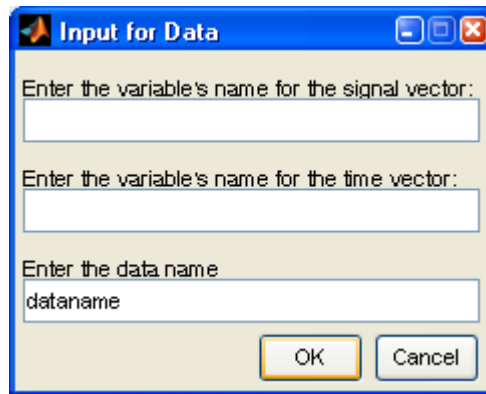 Input for Data
Enter the variable's name for the signal vector:
Enter the variable's name for the time vector:
Enter the data name
dataname
OK Cancel